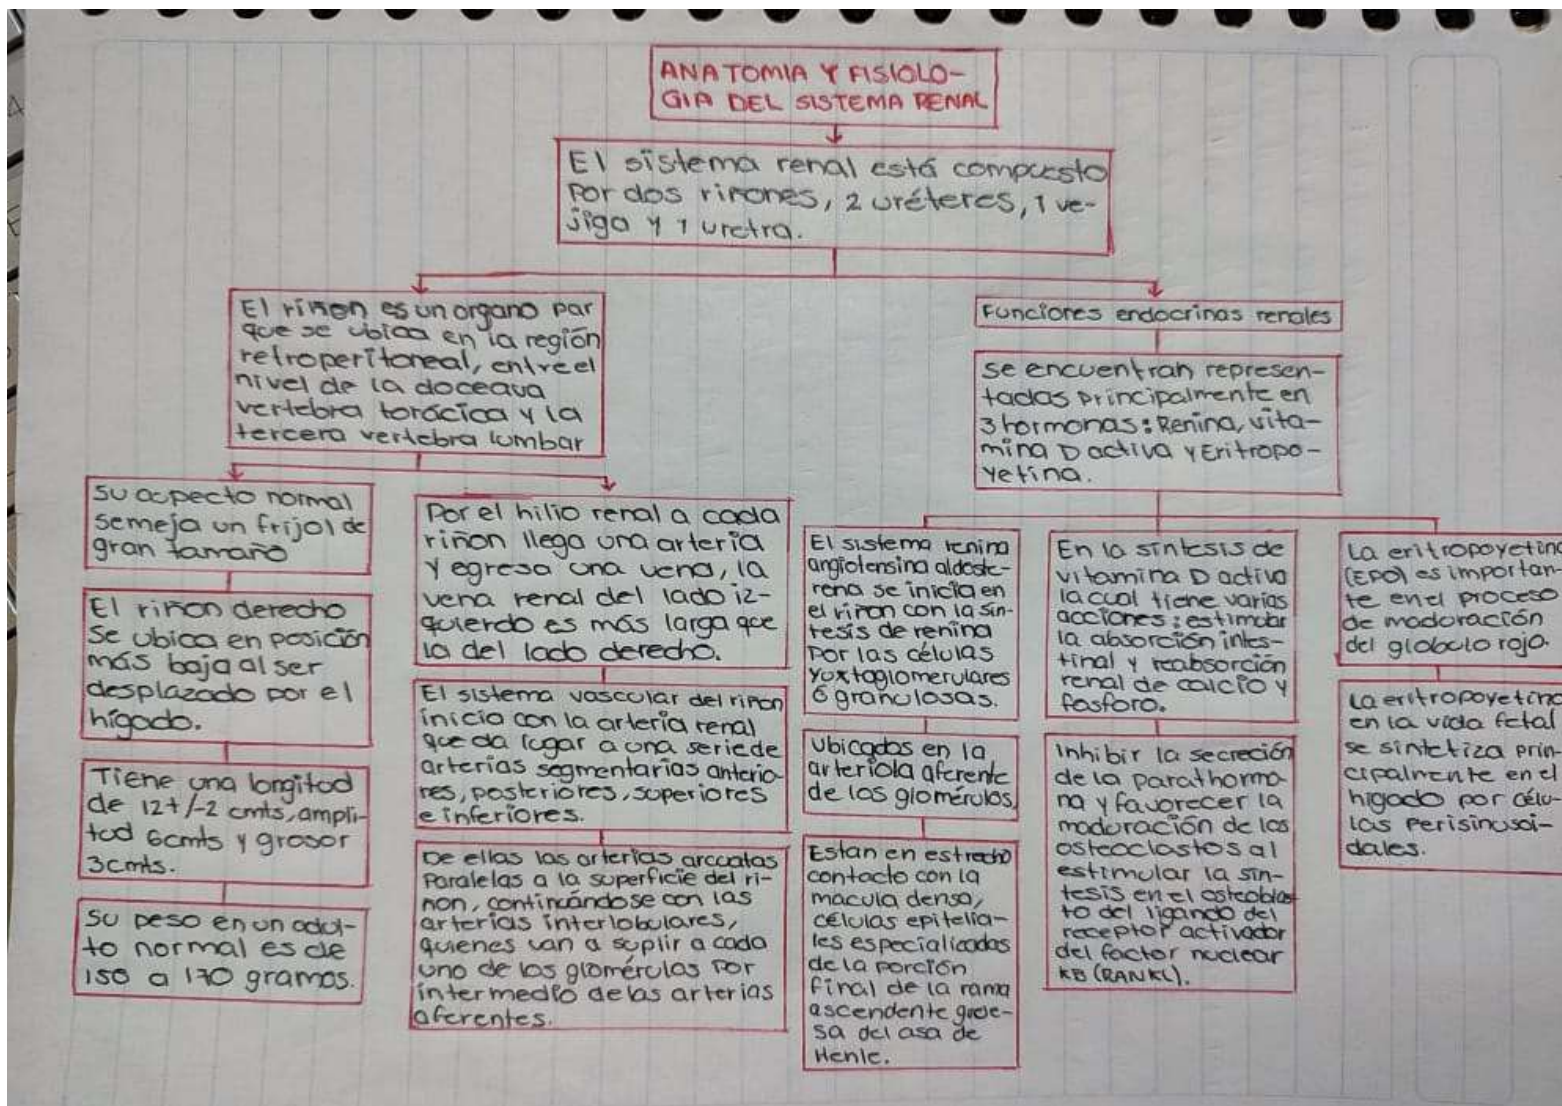 ANATOMIA Y FISIOLO-
GIA DEL SISTEMA RENAL
El sistema renal está compuesto
por dos riñones, 2 uréteres, 1 ve-
jiga y 1 uretra.
El riñon es un organo par
que se ubica en la región
retroperitoneal, entre el
nivel de la doceava
vertebra torácica y la
tercera vertebra lumbar
Su aspecto normal
semeja un frijol de
gran tamaño
El riñon derecho
se ubica en posición
más baja al ser
desplazado por el
hígado.
Tiene una longitud
de 12+/-2 cmts, ampli-
tud 6cmts y grosor
3cmts.
Su peso en un adul-
to normal es de
150 a 170 gramos.
Por el hilio renal a cada
riñon llega una arteria
y egresa una vena, la
vena renal del lado iz-
quierdo es más larga que
la del lado derecho.
El sistema vascular del riñon
inicio con la arteria renal
que da lugar a una serie de
arterias segmentarias anterio-
res, posteriores, superiores
e inferiores.
De ellas las arterias arcuatas
paralelas a la superficie del ri-
ñon, continándose con las
arterias interlobulares,
quienes van a suplir a cada
uno de los glomérulos por
intermedio de las arterias
aferentes.
Funciones endocrinas renales
se encuentran represen-
tadas principalmente en
3 hormonas: Renina, vita-
mina D activa y Eritropo-
yetina.
El sistema renina
angiotensina aldoste-
rona se inicia en
el riñon con la sín-
tesis de renina
por las células
yuxtaglomerulares
ó granulosas.
Ubicadas en la
arteriola aferente
de los glomérulos
Estan en estrecho
contacto con la
macula densa,
células epitelia-
les especializadas
de la porción
final de la rama
ascendente grue-
sa del asa de
Henle.
En la síntesis de
vitamina D activa
la cual tiene varias
acciones: estimular
la absorción intes-
tinal y reabsorción
renal de calcio y
fosforo.
Inhibir la secreción
de la parathormo
na y favorecer la
maduración de los
osteoclastos al
estimular la sín-
tesis en el osteoblas
to del ligando del
receptor activador
del factor nuclear
KB (RANKL).
La eritropoyetina
(EPO) es importan-
te en el proceso
de maduración
del globulo rojo.
La eritropoyetina
en la vida fetal
se sintetiza prin-
cipalmente en el
higado por célu-
las perisinusoi-
dales.